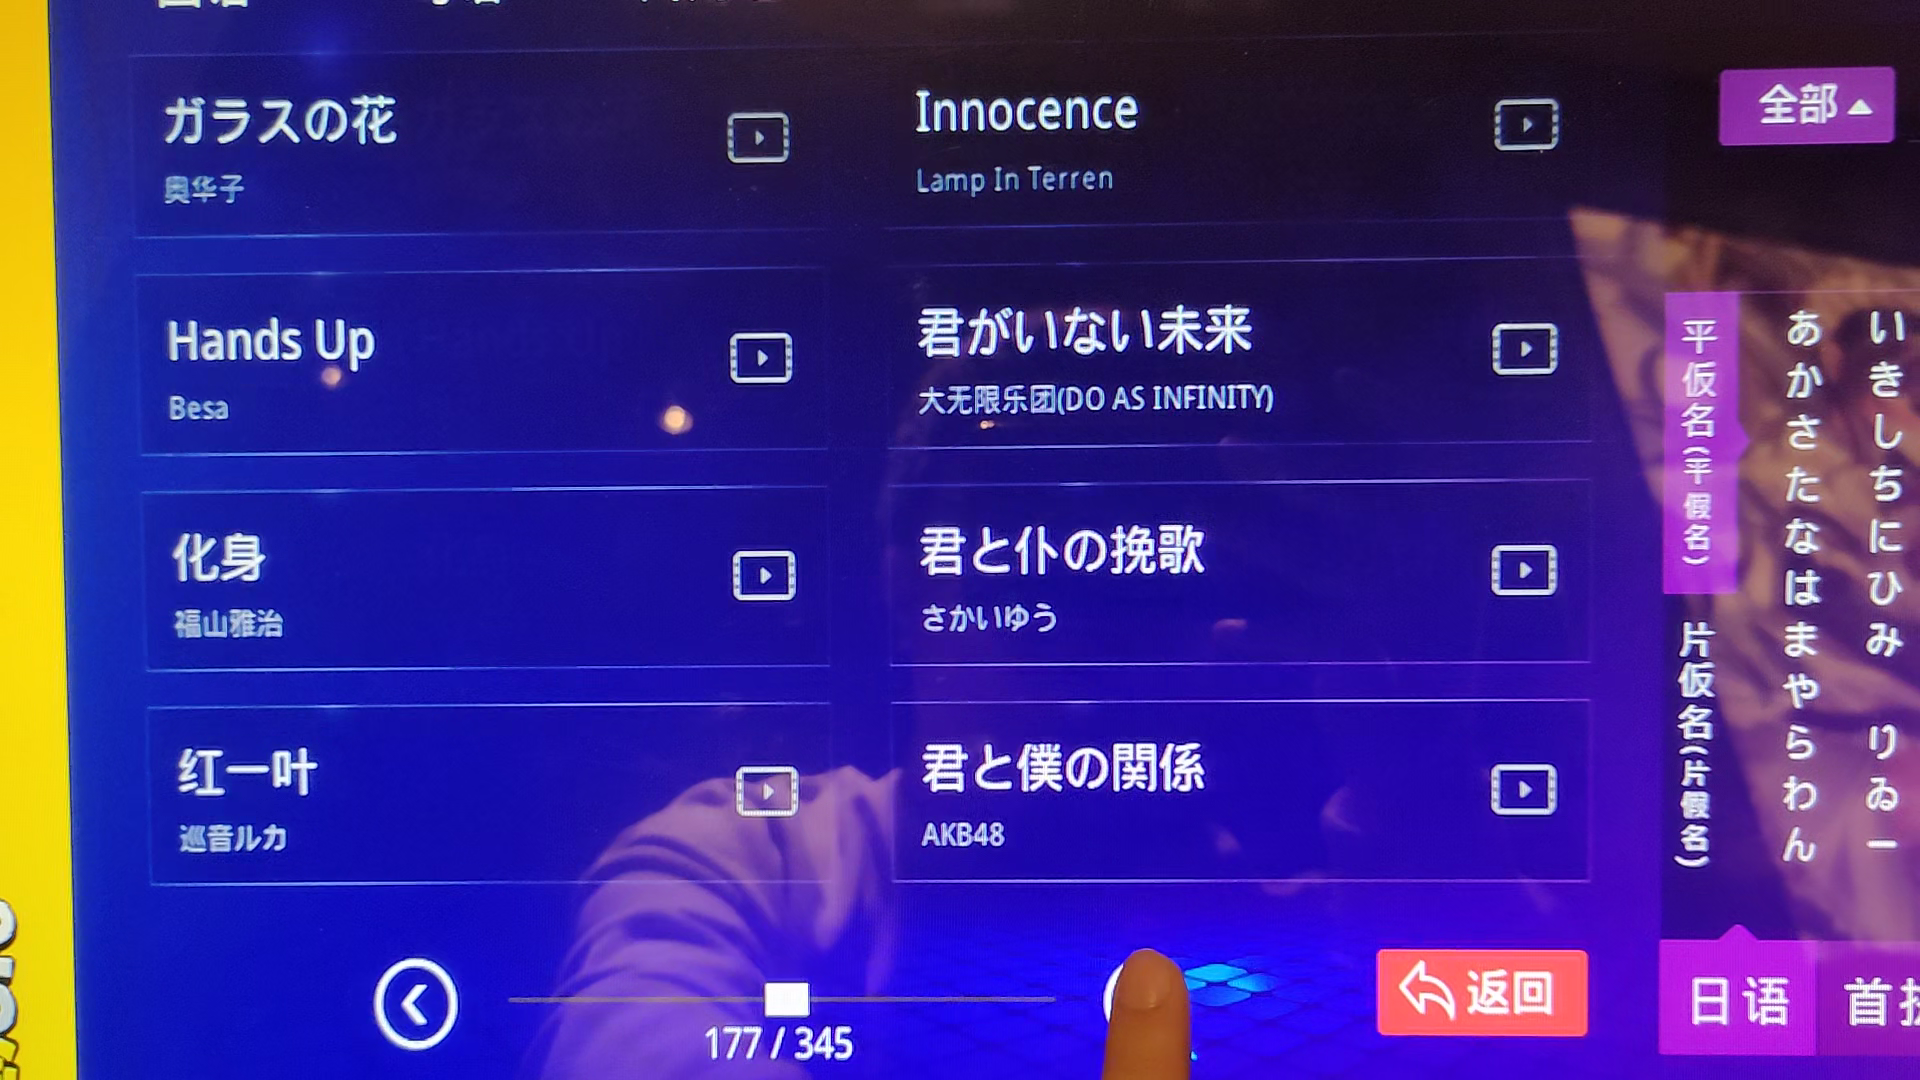 ガラスの花
奥华子
Innocence
Lamp In Terren
全部
Hands Up
Besa
君がいない未来
大无限乐团(DO AS INFINITY)
化身
福山雅治
君と仆の挽歌
さかいゆう
红一叶
巡音ルカ
君と僕の関係
AKB48
平仮名(平假名)
片仮名(片假名)
あかさたなはまやらわん
いきしちにひみ りゐー
177 / 345
返回
日语
首